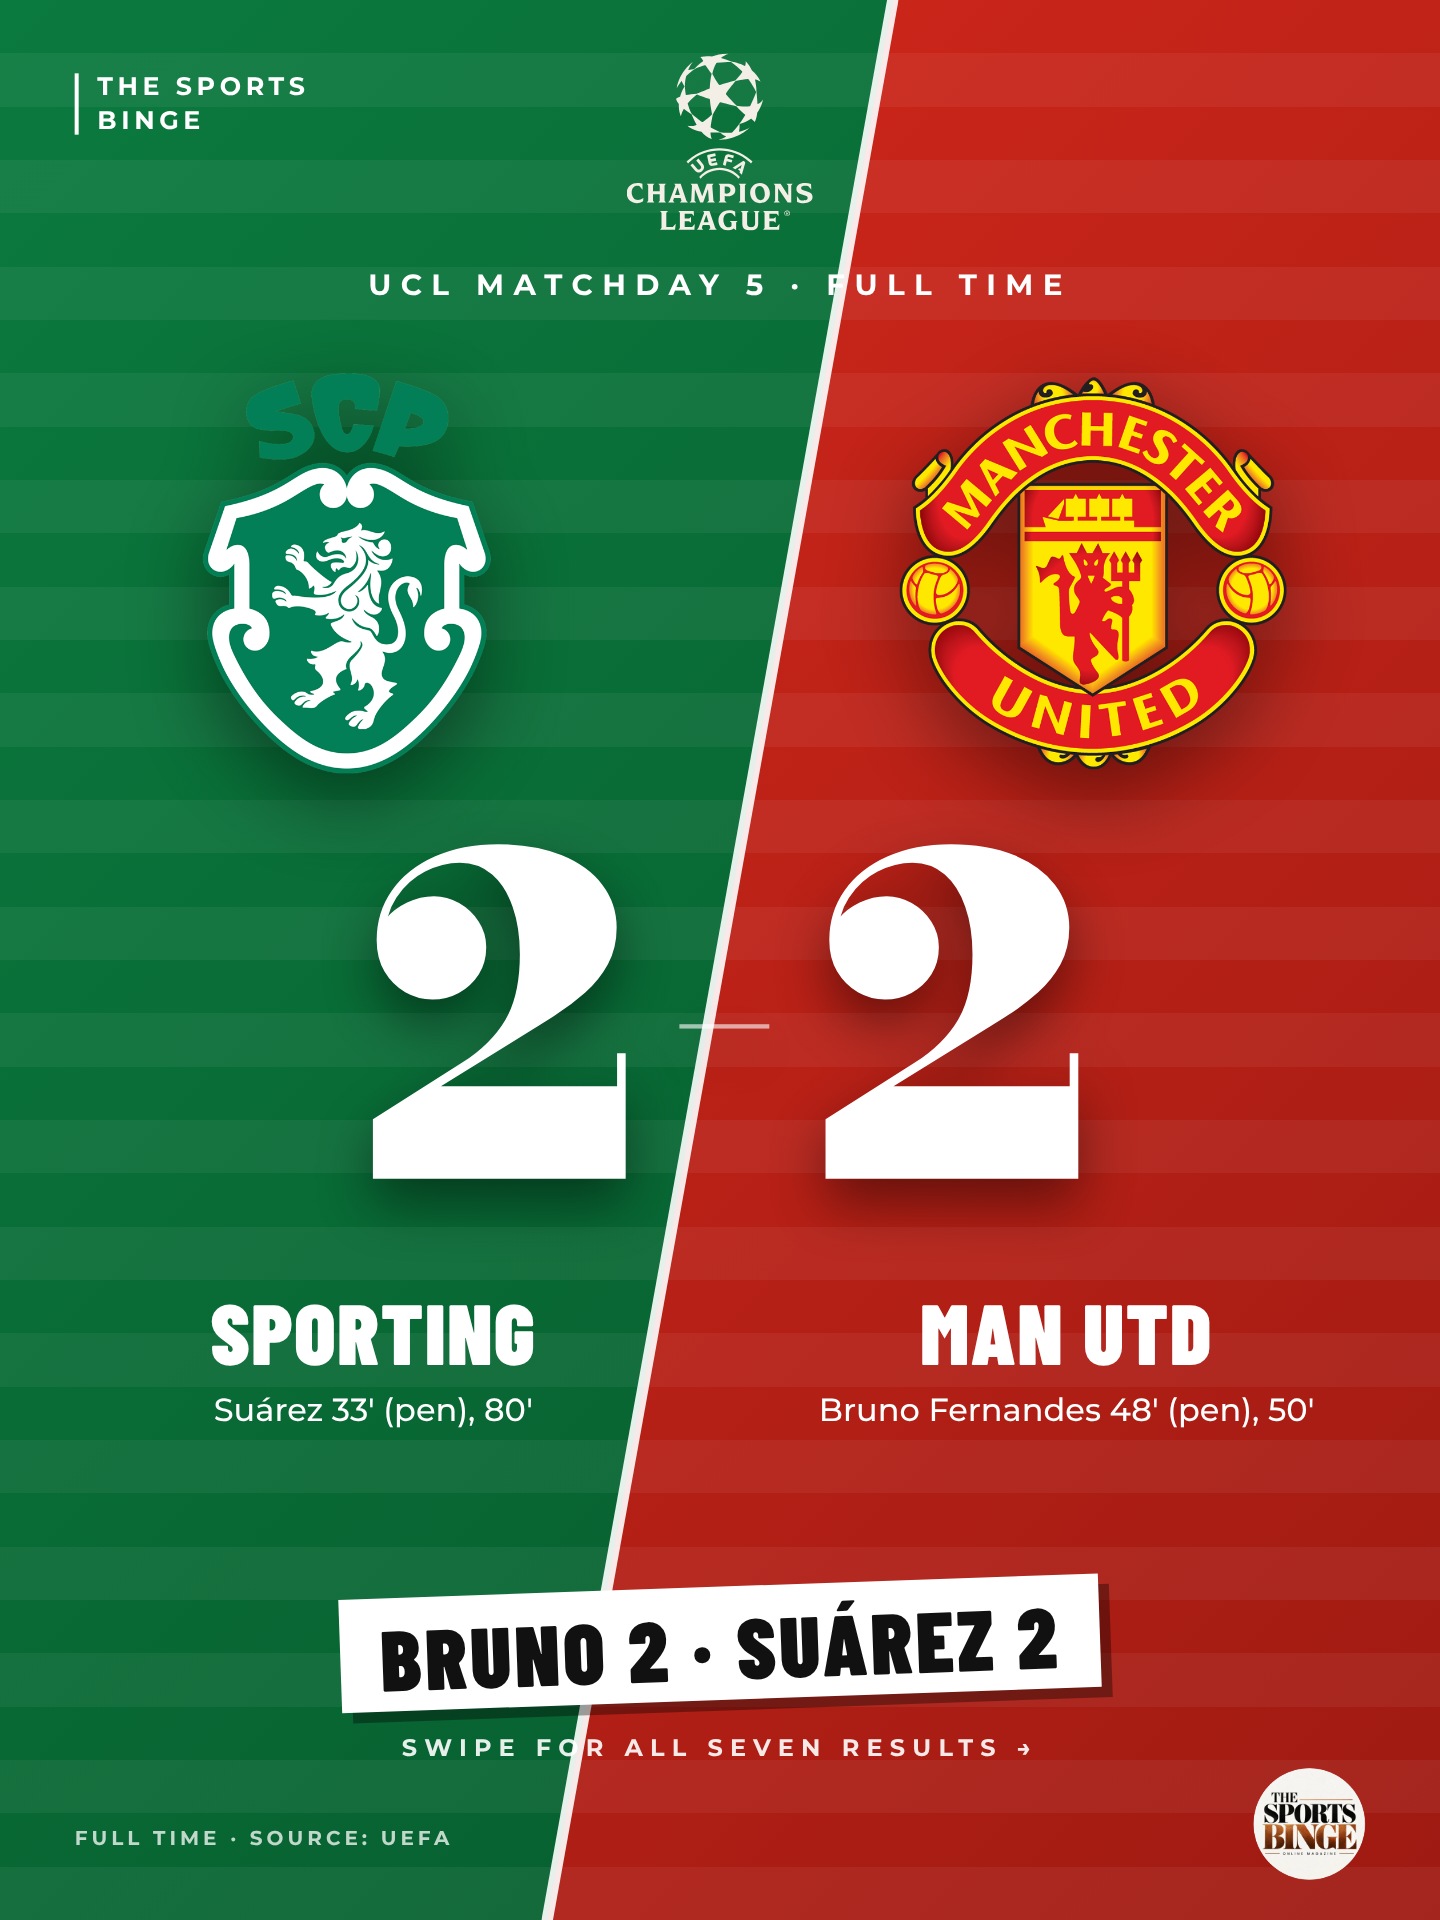 THE SPORTS
BINGE
UEFA
CHAMPIONS
LEAGUE®
UCL MATCHDAY 5 · FULL TIME
SCP
MANCHESTER
UNITED
2 — 2
SPORTING
Suárez 33' (pen), 80'
MAN UTD
Bruno Fernandes 48' (pen), 50'
BRUNO 2 · SUÁREZ 2
SWIPE FOR ALL SEVEN RESULTS →
FULL TIME · SOURCE: UEFA
THE
SPORTS
BINGE
ONLINE MAGAZINE